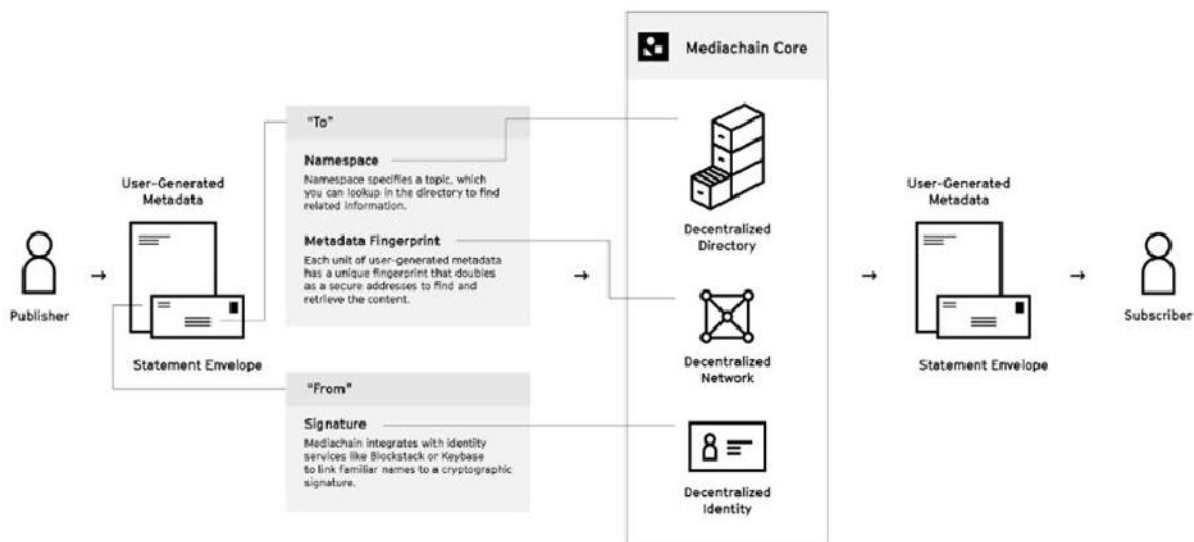 Mediachain Core
"To"
Namespace
Namespace specifies a topic, which
you can lookup in the directory to find
related information.
Metadata Fingerprint
Each unit of user-generated metadata
has a unique fingerprint that doubles
as a secure addresses to find and
retrieve the content.
User-Generated
Metadata
Publisher
Statement Envelope
"From"
Signature
Mediachain integrates with identity
services like Blockstack or Keybase
to link familiar names to a cryptographic
signature.
Decentralized
Directory
Decentralized
Network
Decentralized
Identity
User-Generated
Metadata
Statement Envelope
Subscriber